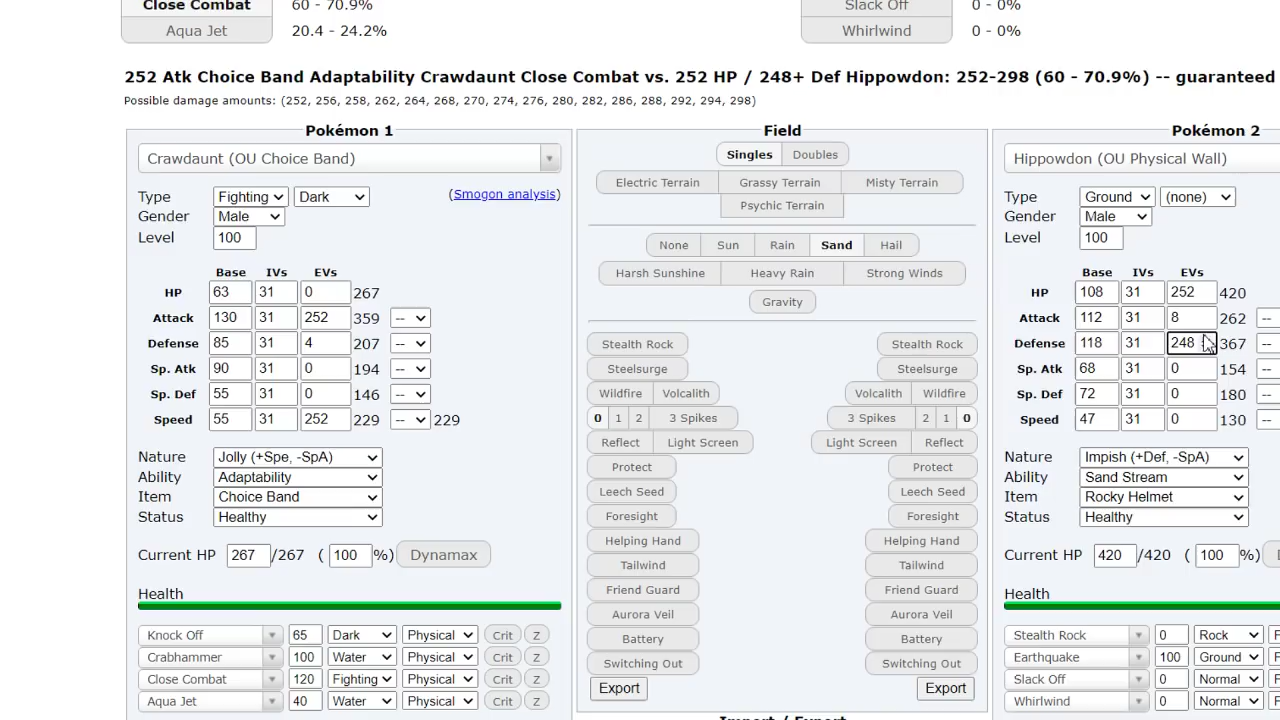 Close Combat 60 - 70.9% Slack Off 0 - 0%
Aqua Jet 20.4 - 24.2% Whirlwind 0 - 0%
252 Atk Choice Band Adaptability Crawdaunt Close Combat vs. 252 HP / 248+ Def Hippowdon: 252-298 (60 - 70.9%) -- guaranteed
Possible damage amounts: (252, 256, 258, 262, 264, 268, 270, 274, 276, 280, 282, 286, 288, 292, 294, 298)
Pokémon 1
Crawdaunt (OU Choice Band)
Type Fighting Dark (Smogon analysis)
Gender Male
Level 100
Base IVs EVs
HP 63 31 0 267
Attack 130 31 252 359 --
Defense 85 31 4 207 --
Sp. Atk 90 31 0 194 --
Sp. Def 55 31 0 146 --
Speed 55 31 252 229 -- 229
Nature Jolly (+Spe, -SpA)
Ability Adaptability
Item Choice Band
Status Healthy
Current HP 267 /267 ( 100 %) Dynamax
Health
Knock Off 65 Dark Physical Crit Z
Crabhammer 100 Water Physical Crit Z
Close Combat 120 Fighting Physical Crit Z
Aqua Jet 40 Water Physical Crit Z
Field
Singles Doubles
Electric Terrain Grassy Terrain Misty Terrain
Psychic Terrain
None Sun Rain Sand Hail
Harsh Sunshine Heavy Rain Strong Winds
Gravity
Stealth Rock Stealth Rock
Steelsurge Steelsurge
Wildfire Volcalith Volcalith Wildfire
0 1 2 3 Spikes 3 Spikes 2 1 0
Reflect Light Screen Light Screen Reflect
Protect Protect
Leech Seed Leech Seed
Foresight Foresight
Helping Hand Helping Hand
Tailwind Tailwind
Friend Guard Friend Guard
Aurora Veil Aurora Veil
Battery Battery
Switching Out Switching Out
Export Export
Import / Export
Pokémon 2
Hippowdon (OU Physical Wall)
Type Ground (none)
Gender Male
Level 100
Base IVs EVs
HP 108 31 252 420
Attack 112 31 8 262 --
Defense 118 31 248 367 --
Sp. Atk 68 31 0 154 --
Sp. Def 72 31 0 180 --
Speed 47 31 0 130 --
Nature Impish (+Def, -SpA)
Ability Sand Stream
Item Rocky Helmet
Status Healthy
Current HP 420 /420 ( 100 %)
Health
Stealth Rock 0 Rock
Earthquake 100 Ground
Slack Off 0 Normal
Whirlwind 0 Normal